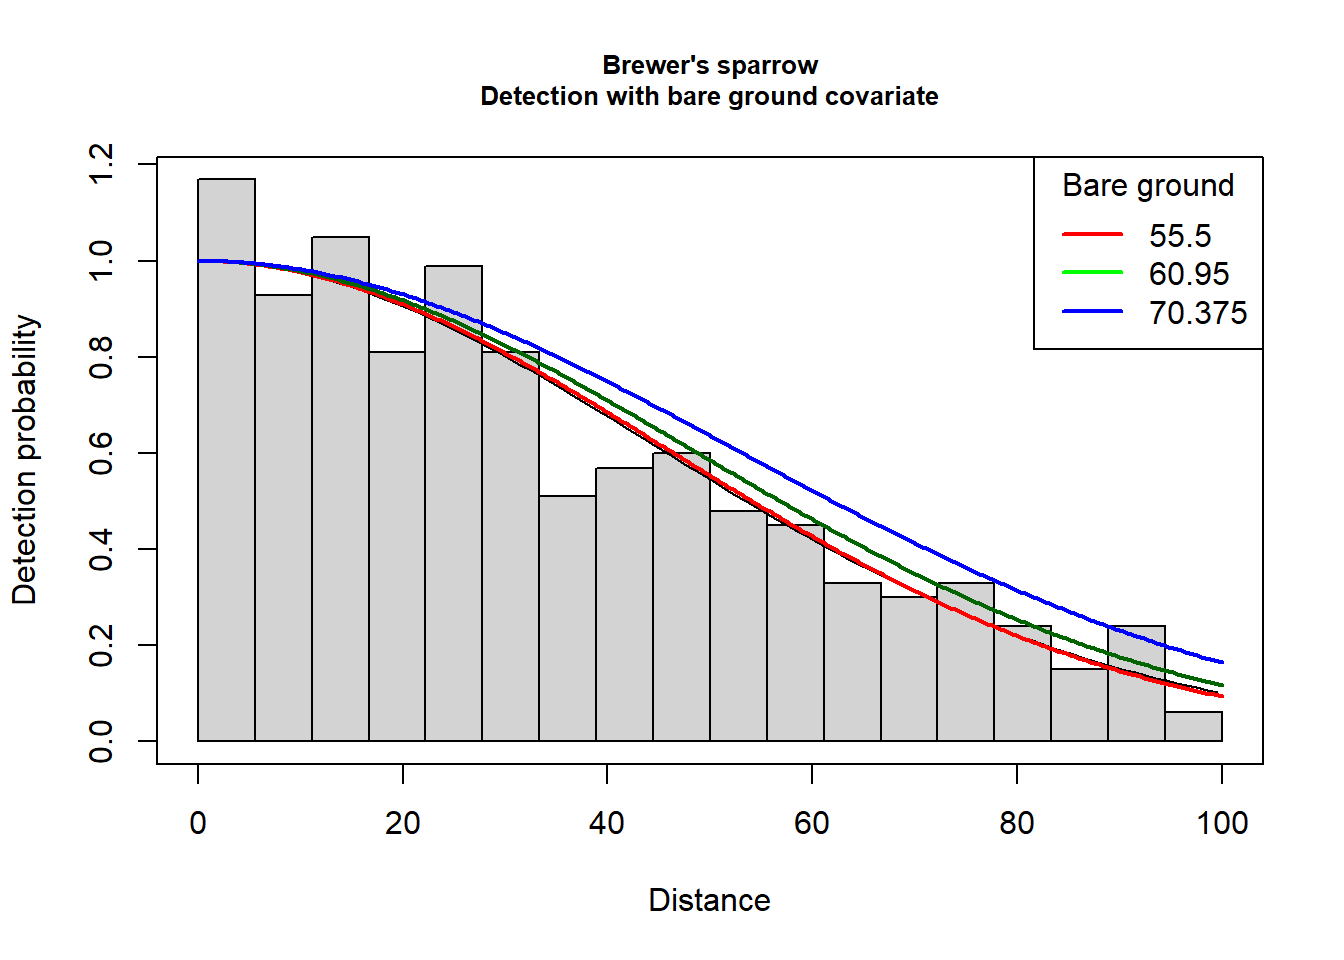 Brewer's sparrow
Detection with bare ground covariate
Detection probability
1.2
1.0
0.8
0.6
0.4
0.2
0.0
Bare ground
55.5
60.95
70.375
0 20 40 60 80 100
Distance